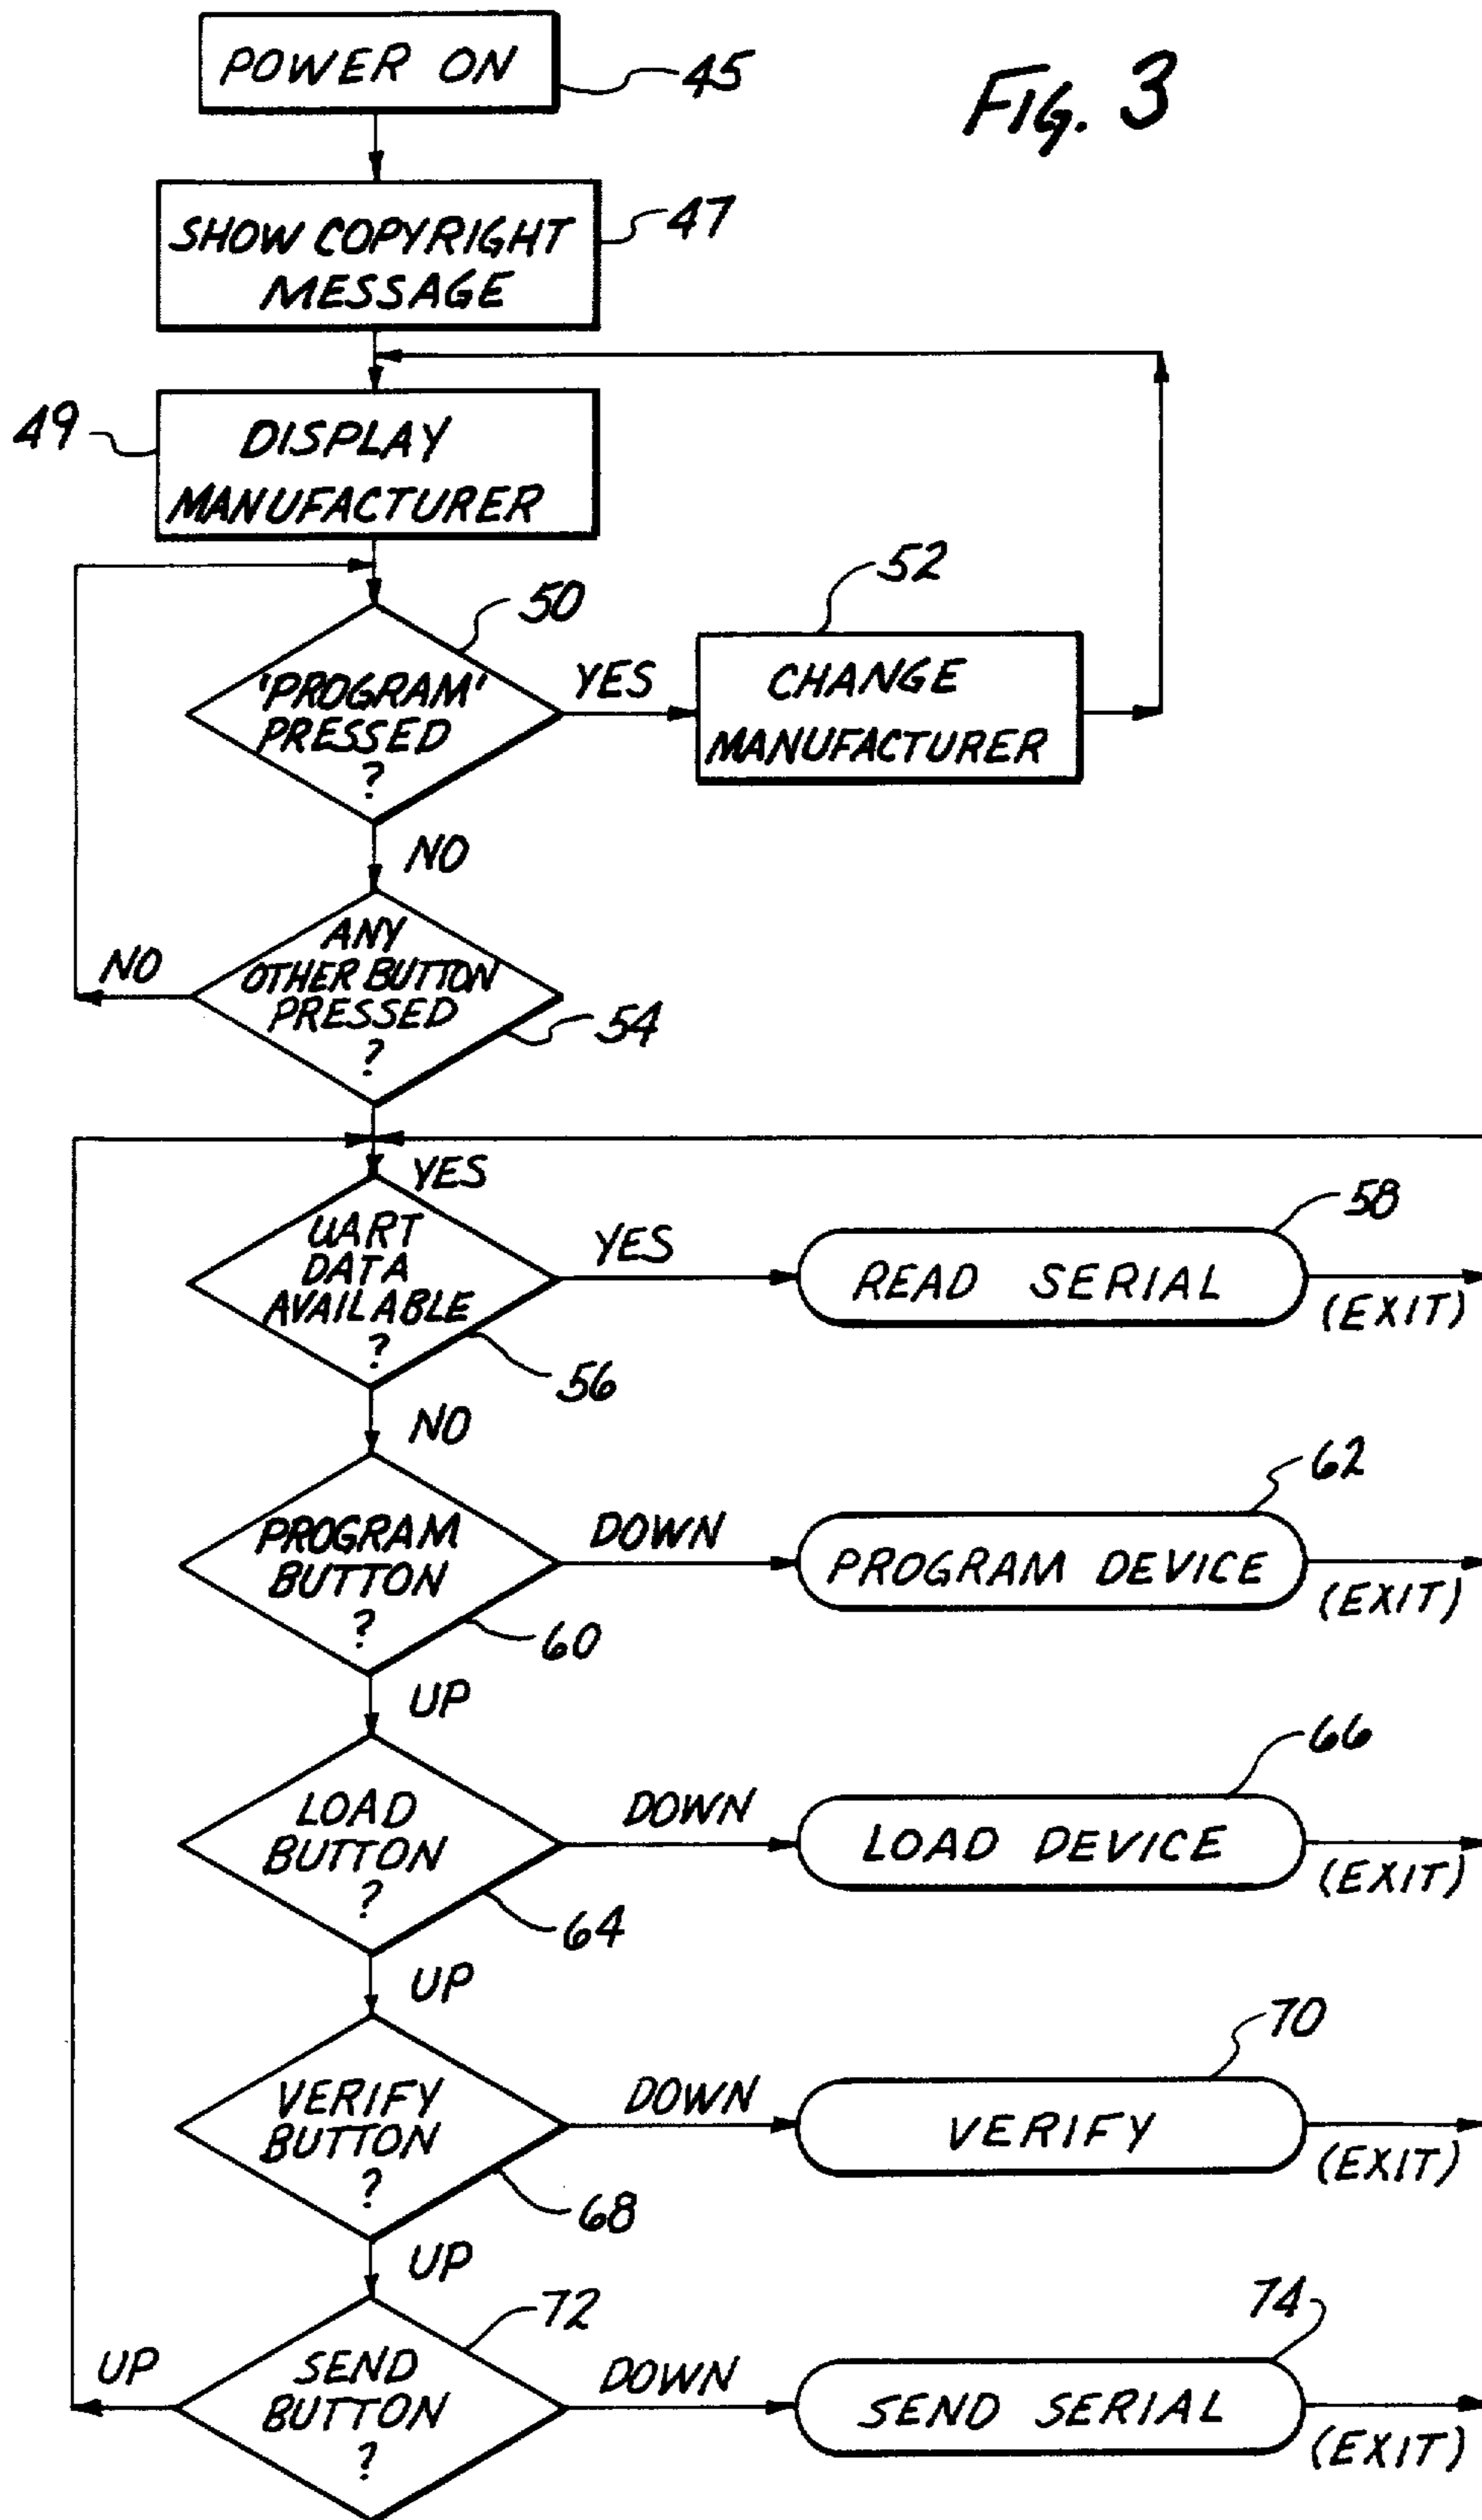 POWER ON
45
FIG. 3
SHOW COPYRIGHT
MESSAGE
47
49
DISPLAY
MANUFACTURER
50
'PROGRAM'
PRESSED
?
YES
52
CHANGE
MANUFACTURER
NO
ANY
OTHER BUTTON
PRESSED
?
NO
54
YES
UART
DATA
AVAILABLE
?
56
YES
58
READ SERIAL
(EXIT)
NO
PROGRAM
BUTTON
?
60
DOWN
62
PROGRAM DEVICE
(EXIT)
UP
LOAD
BUTTON
?
64
DOWN
66
LOAD DEVICE
(EXIT)
UP
VERIFY
BUTTON
?
68
DOWN
70
VERIFY
(EXIT)
UP
72
SEND
BUTTON
?
UP
DOWN
74
SEND SERIAL
(EXIT)